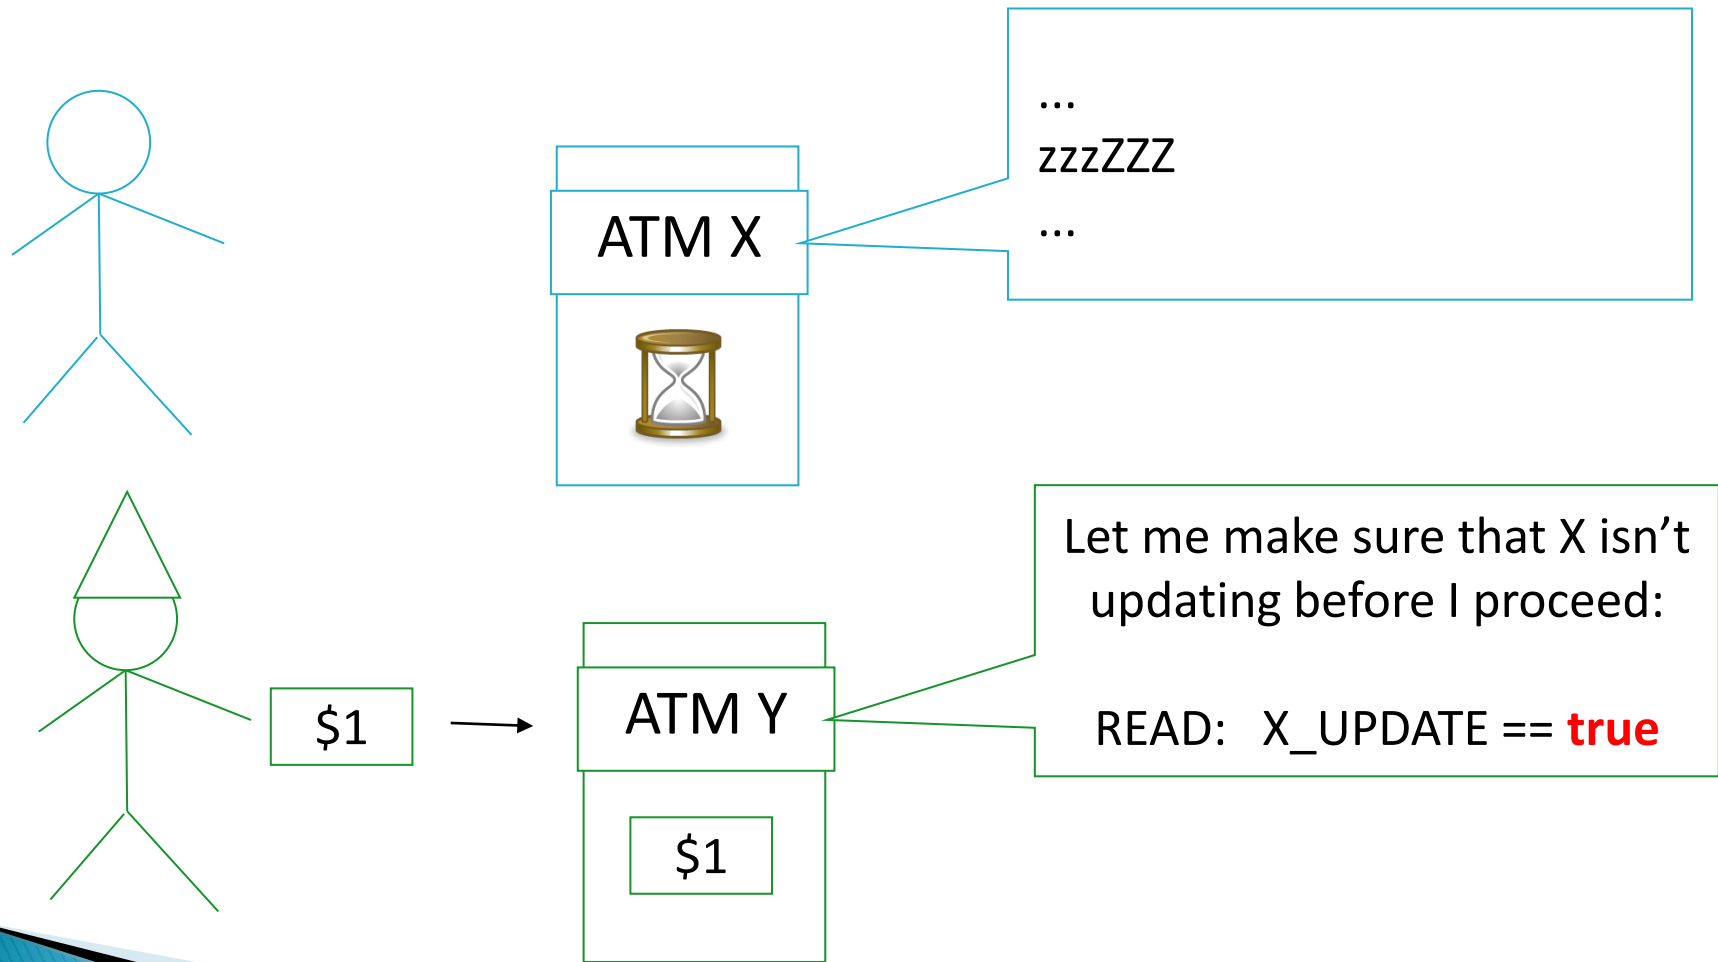 ...
zzzZZZ
...
ATM X
Let me make sure that X isn’t
updating before I proceed:
READ: X_UPDATE == true
ATM Y
$1
$1